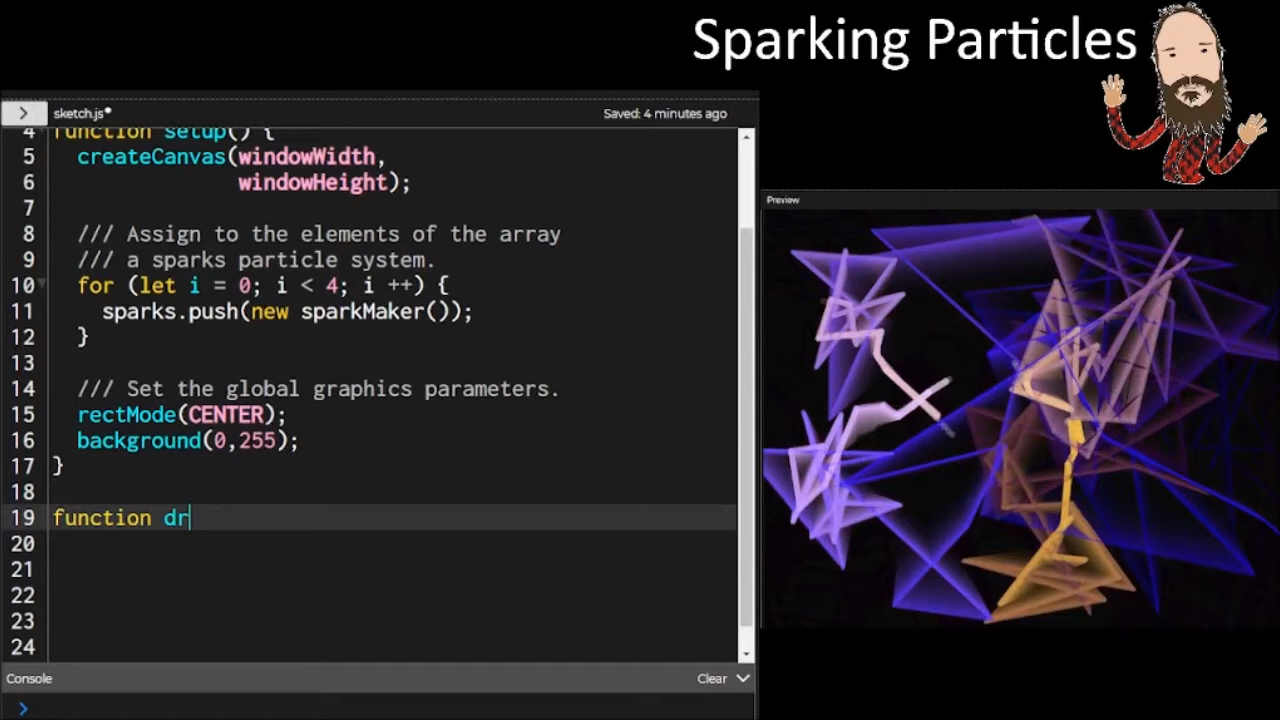 Sparking Particles
sketch.js•
Saved: 4 minutes ago
Preview
4 function setup() {
5 createCanvas(windowWidth,
6 windowHeight);
7
8 /// Assign to the elements of the array
9 /// a sparks particle system.
10 for (let i = 0; i < 4; i ++) {
11 sparks.push(new sparkMaker());
12 }
13
14 /// Set the global graphics parameters.
15 rectMode(CENTER);
16 background(0,255);
17 }
18
19 function dr
20
21
22
23
24
Console
Clear